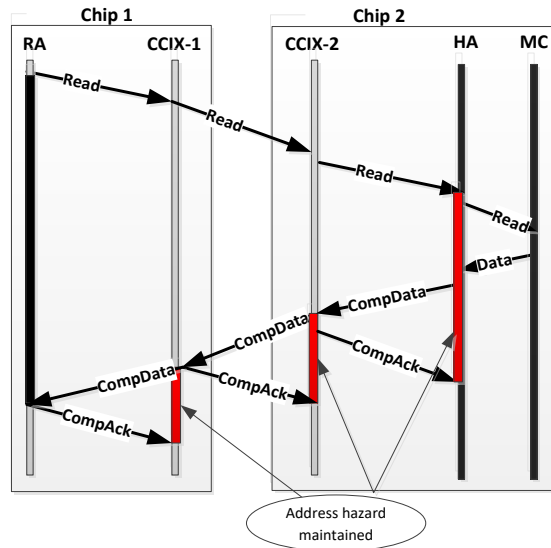 Chip 1
Chip 2
RA
CCIX-1
CCIX-2
HA
MC
Read
Read
Read
Read
Data
CompData
CompData
CompData
CompAck
CompAck
CompAck
Address hazard
maintained